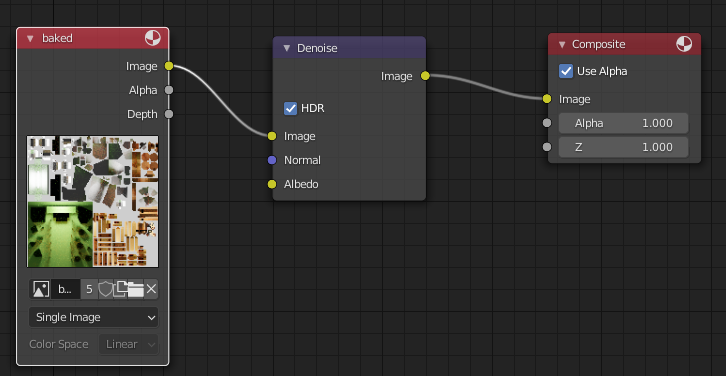 baked
Image
Alpha
Depth
b...
5
Single Image
Color Space
Linear
Denoise
Image
HDR
Image
Normal
Albedo
Composite
Use Alpha
Image
Alpha 1.000
Z 1.000